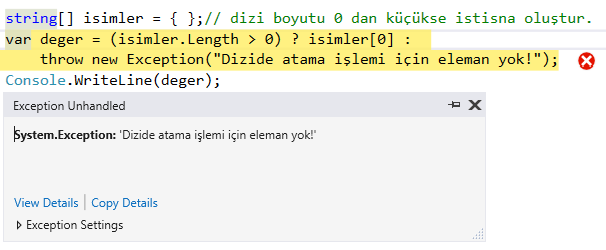 string[] isimler = { };// dizi boyutu 0 dan küçükse istisna oluştur.
var deger = (isimler.Length > 0) ? isimler[0] :
throw new Exception("Dizide atama işlemi için eleman yok!");
Console.WriteLine(deger);
Exception Unhandled
System.Exception: 'Dizide atama işlemi için eleman yok!'
View Details | Copy Details
Exception Settings